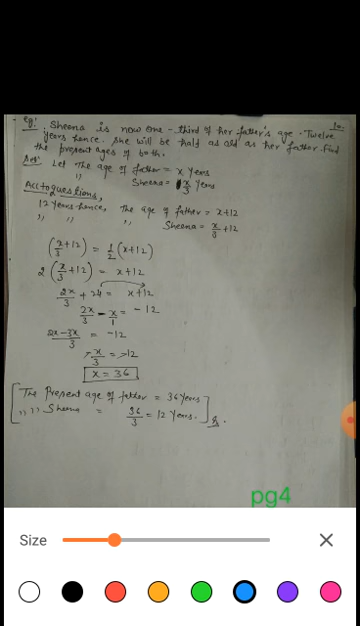 Eg:- Sheena is now one-third of her father's age. Twelve
years hence, she will be half as old as her father. Find
the present ages of both.
Let the age of father = x years
" Sheena = x/3 years
Acc to questions,
12 years hence, the age of father = x+12
" " " Sheena = x/3 + 12
(x/3 + 12) = 1/2 (x+12)
2(x/3 + 12) = x+12
2x/3 + 24 = x+12
2x/3 - x/1 = -12
2x-3x/3 = -12
-x/3 = -12
x = 36
The Present age of father = 36 years
" " " Sheena = 36/3 = 12 Years.
pg4
Size